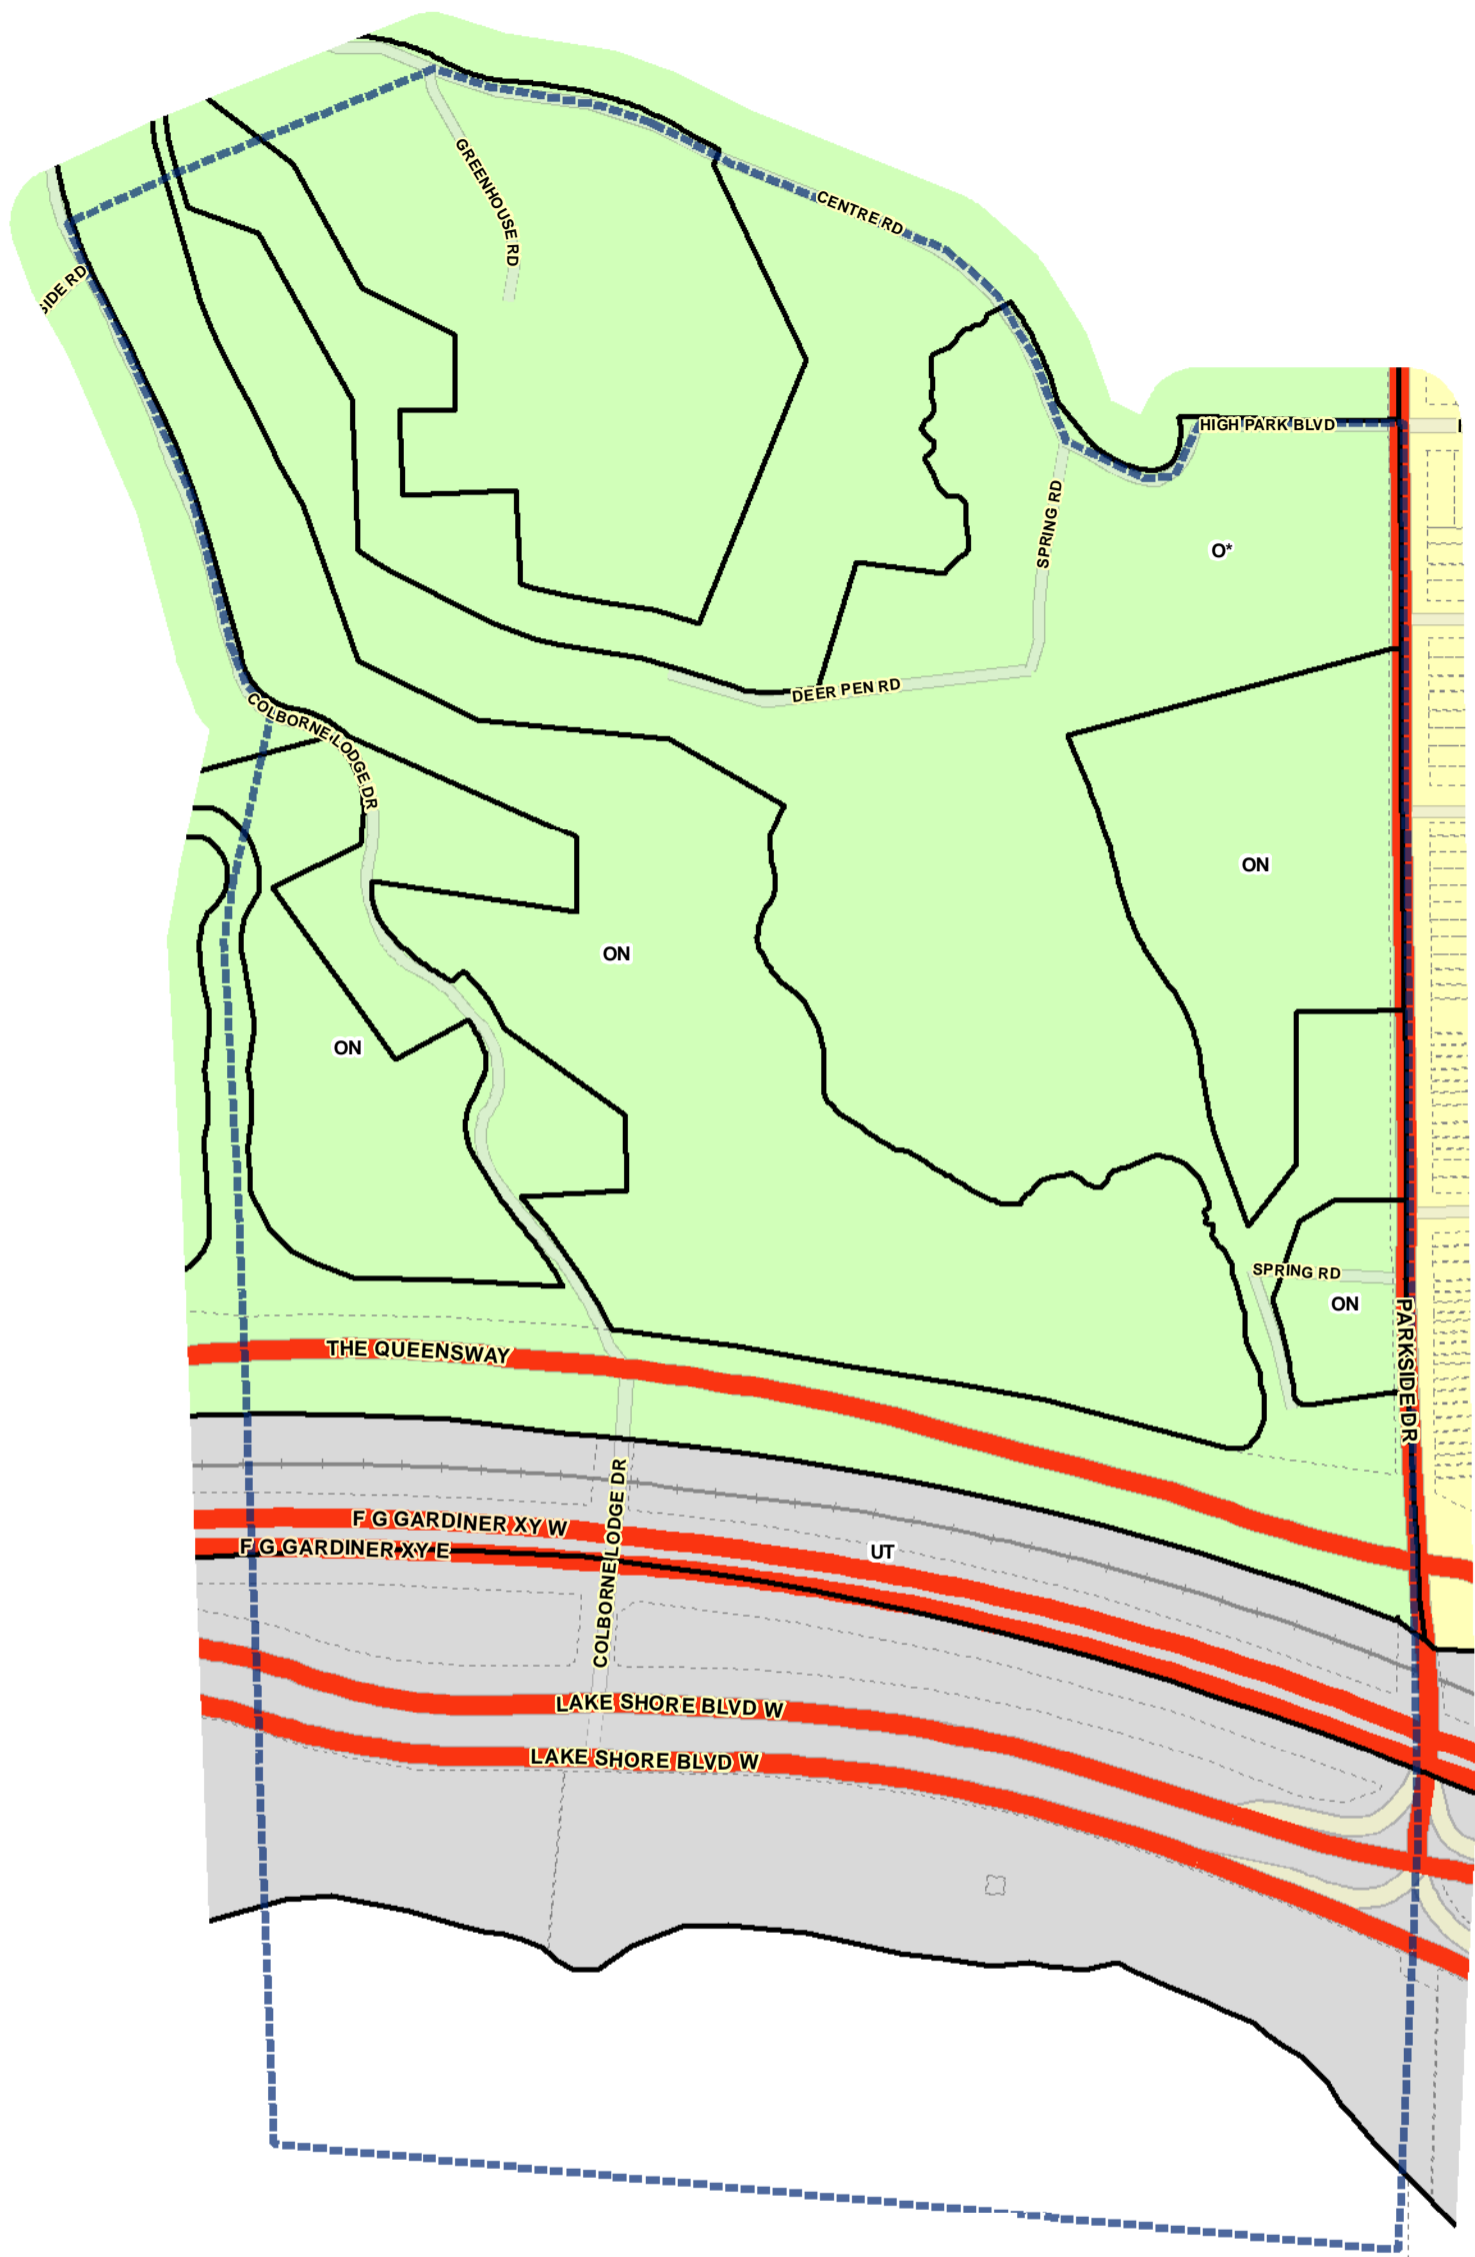 GREENHOUSE RD
CENTRE RD
SIDE RD
HIGH PARK BLVD
SPRING RD
O*
DEER PEN RD
COLBORNE LODGE DR
ON
ON
ON
SPRING RD
ON
PARKSIDE DR
THE QUEENSWAY
F G GARDINER XY W
F G GARDINER XY E
COLBORNE LODGE DR
UT
LAKE SHORE BLVD W
LAKE SHORE BLVD W